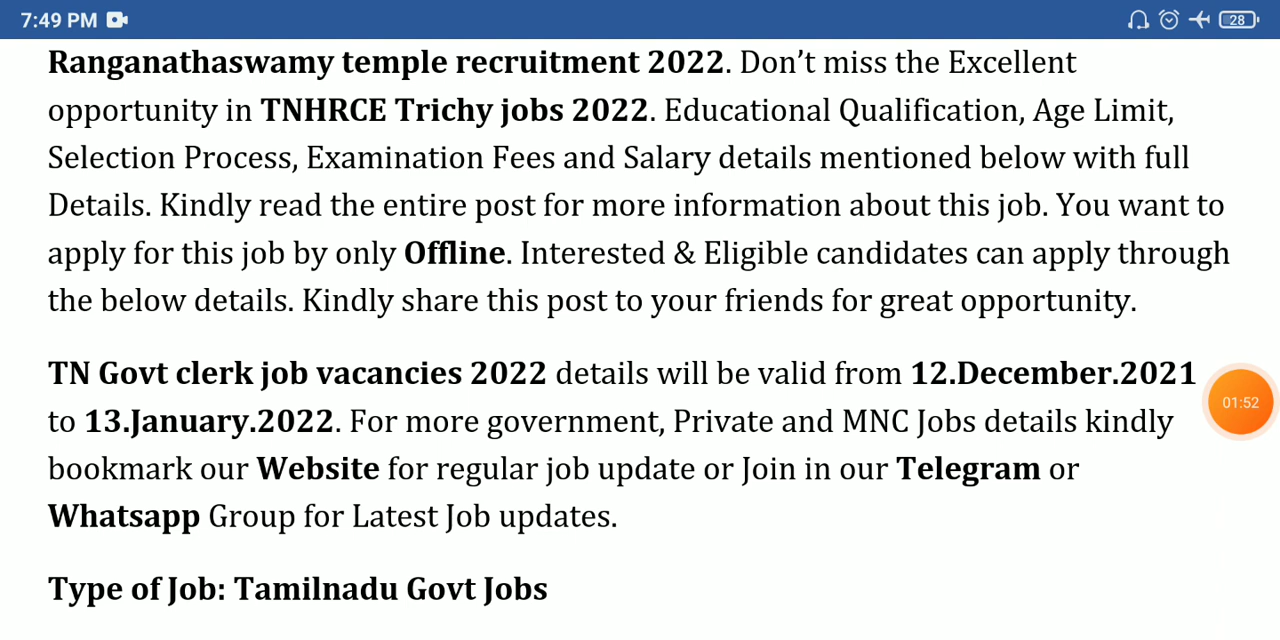 7:49 PM
28
Ranganathaswamy temple recruitment 2022. Don’t miss the Excellent
opportunity in TNHRCE Trichy jobs 2022. Educational Qualification, Age Limit,
Selection Process, Examination Fees and Salary details mentioned below with full
Details. Kindly read the entire post for more information about this job. You want to
apply for this job by only Offline. Interested & Eligible candidates can apply through
the below details. Kindly share this post to your friends for great opportunity.
TN Govt clerk job vacancies 2022 details will be valid from 12.December.2021
to 13.January.2022. For more government, Private and MNC Jobs details kindly
bookmark our Website for regular job update or Join in our Telegram or
Whatsapp Group for Latest Job updates.
01:52
Type of Job: Tamilnadu Govt Jobs